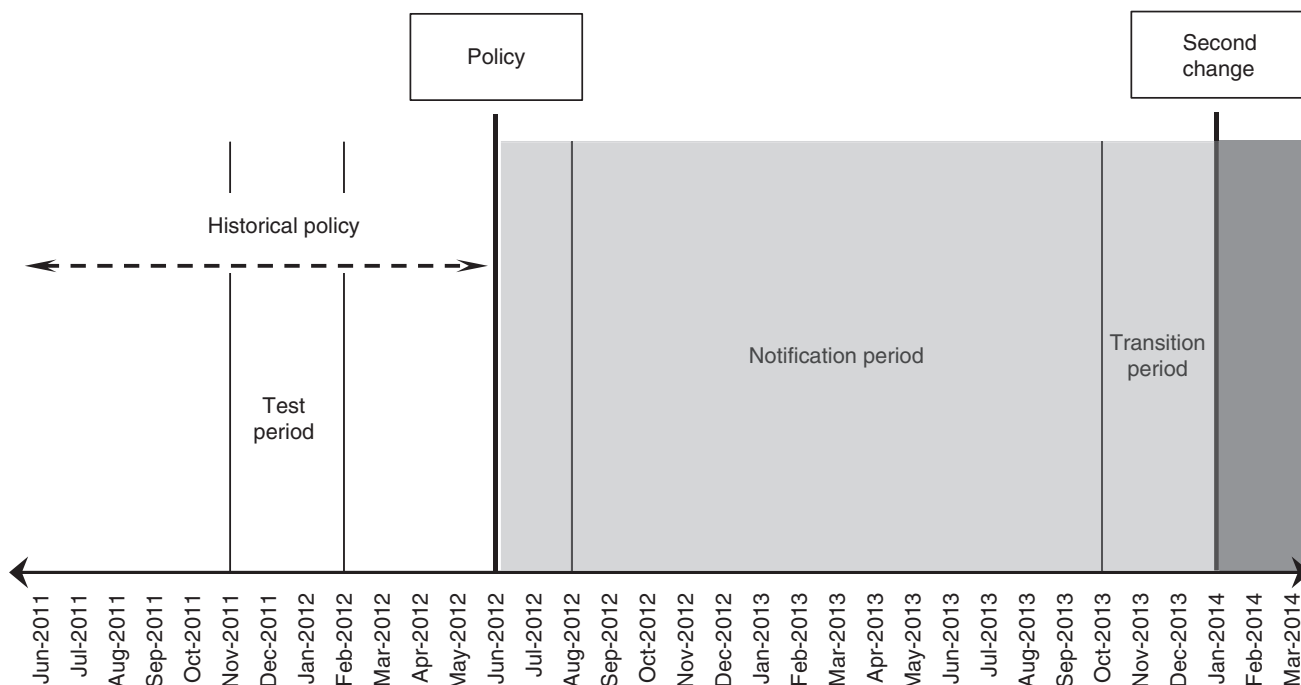 Policy
Second
change
Historical policy
Notification period
Transition
period
Test
period
Jun-2011
Jul-2011
Aug-2011
Sep-2011
Oct-2011
Nov-2011
Dec-2011
Jan-2012
Feb-2012
Mar-2012
Apr-2012
May-2012
Jun-2012
Jul-2012
Aug-2012
Sep-2012
Oct-2012
Nov-2012
Dec-2012
Jan-2013
Feb-2013
Mar-2013
Apr-2013
May-2013
Jun-2013
Jul-2013
Aug-2013
Sep-2013
Oct-2013
Nov-2013
Dec-2013
Jan-2014
Feb-2014
Mar-2014